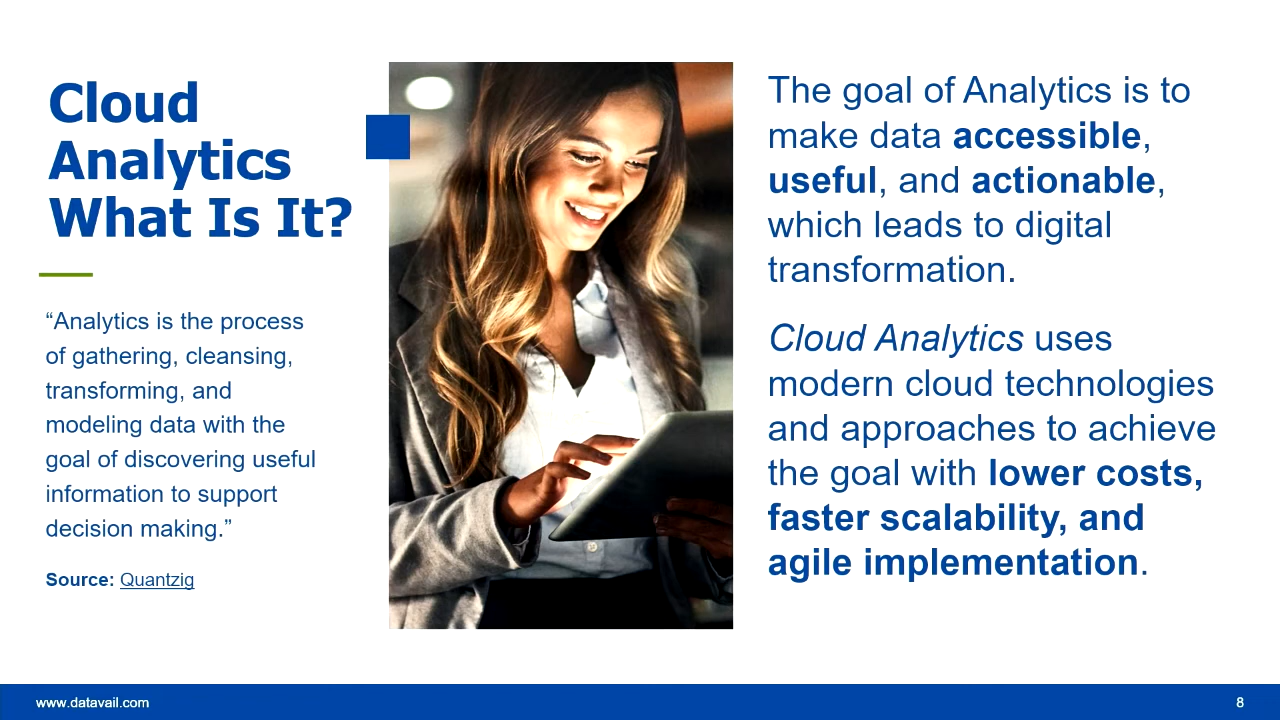 Cloud
Analytics
What Is It?
“Analytics is the process
of gathering, cleansing,
transforming, and
modeling data with the
goal of discovering useful
information to support
decision making.”
Source: Quantzig
The goal of Analytics is to
make data accessible,
useful, and actionable,
which leads to digital
transformation.
Cloud Analytics uses
modern cloud technologies
and approaches to achieve
the goal with lower costs,
faster scalability, and
agile implementation.
www.datavail.com
8